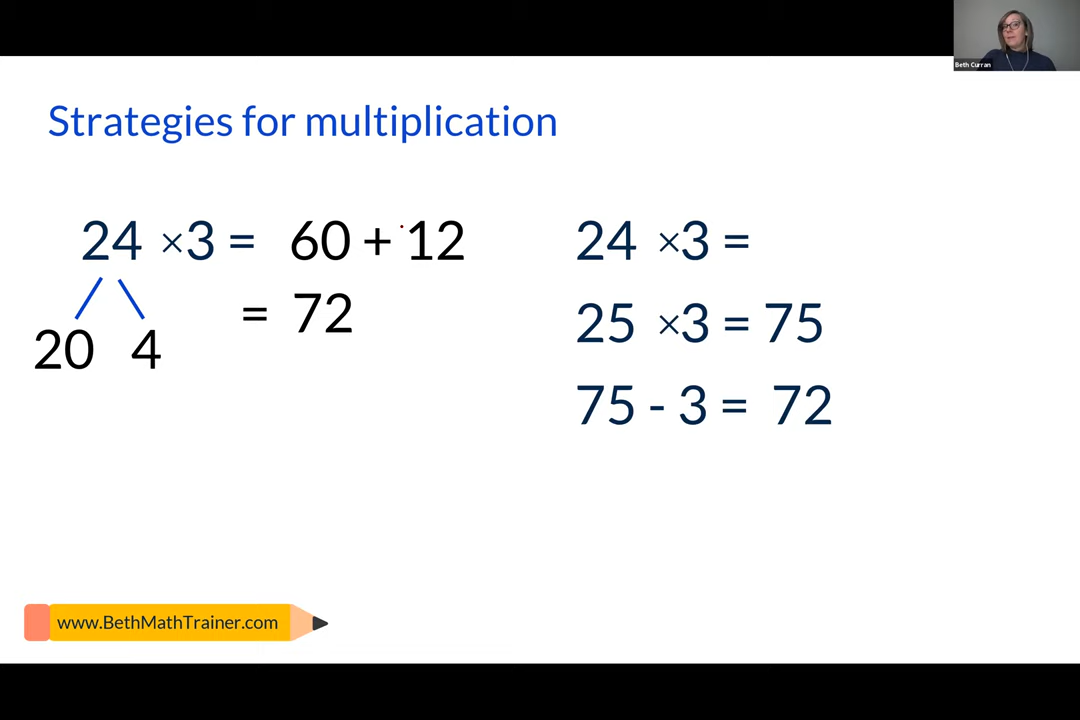 Beth Curran
Strategies for multiplication
24 ×3 = 60 + 12
20 4
= 72
24 ×3 =
25 ×3 = 75
75 - 3 = 72
www.BethMathTrainer.com